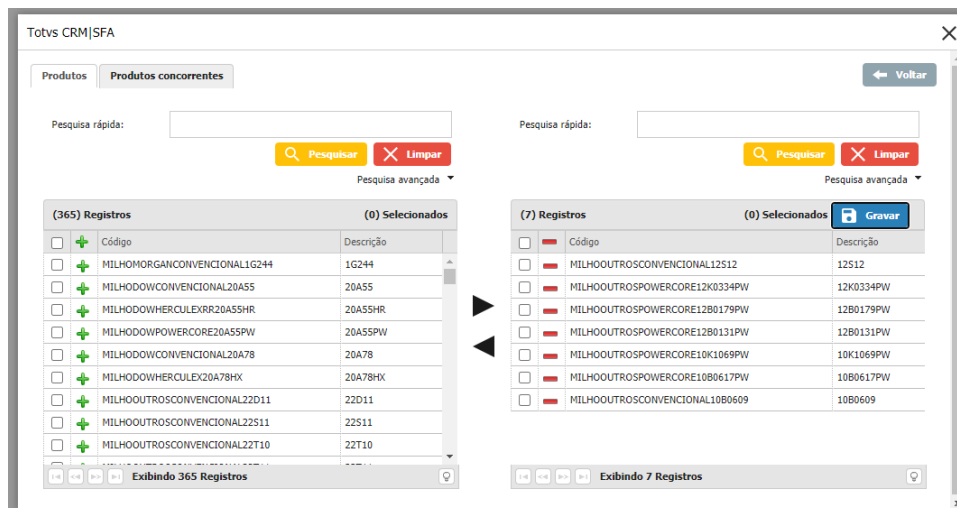 Totvs CRM|SFA
Produtos
Produtos concorrentes
Voltar
Pesquisa rápida:
Pesquisar
Limpar
Pesquisa avançada
(365) Registros
(0) Selecionados
Código
Descrição
MILHOMORGANCONVENCIONAL1G244
1G244
MILHODOWCONVENCIONAL20A55
20A55
MILHODOWHERCULEXRR20A55HR
20A55HR
MILHODOWPOWERCORE20A55PW
20A55PW
MILHODOWCONVENCIONAL20A78
20A78
MILHODOWHERCULEX20A78HX
20A78HX
MILHOOUTROSCONVENCIONAL22D11
22D11
MILHOOUTROSCONVENCIONAL22S11
22S11
MILHOOUTROSCONVENCIONAL22T10
22T10
Exibindo 365 Registros
Pesquisa rápida:
Pesquisar
Limpar
Pesquisa avançada
(7) Registros
(0) Selecionados
Gravar
Código
Descrição
MILHOOUTROSCONVENCIONAL12S12
12S12
MILHOOUTROSPOWERCORE12K0334PW
12K0334PW
MILHOOUTROSPOWERCORE12B0179PW
12B0179PW
MILHOOUTROSPOWERCORE12B0131PW
12B0131PW
MILHOOUTROSPOWERCORE10K1069PW
10K1069PW
MILHOOUTROSPOWERCORE10B0617PW
10B0617PW
MILHOOUTROSCONVENCIONAL10B0609
10B0609
Exibindo 7 Registros